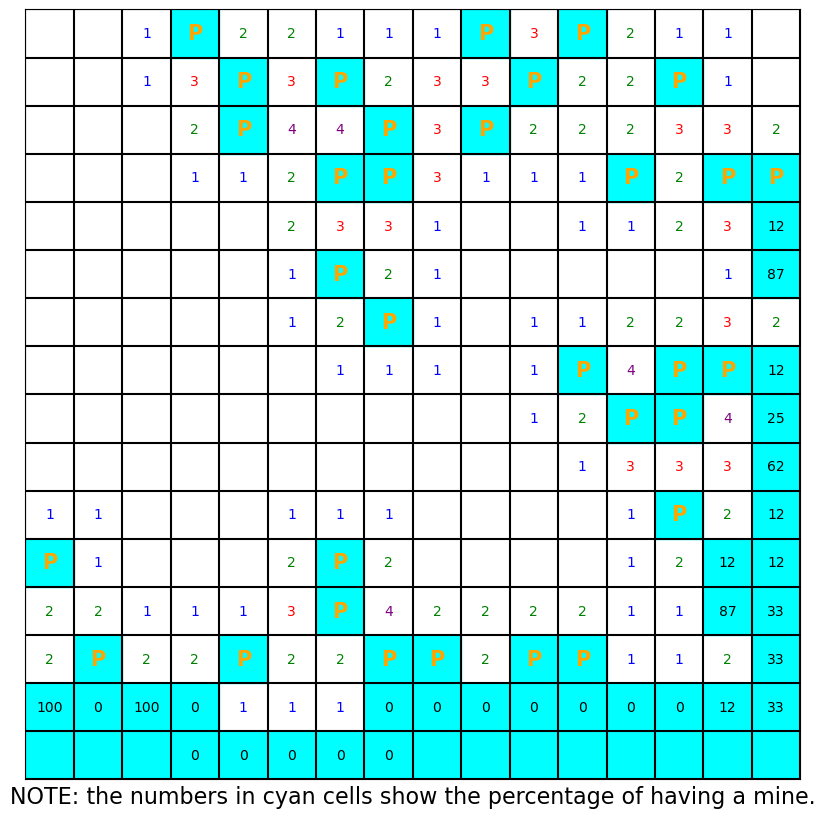 1 P 2 2 1 1 1 P 3 P 2 1 1
1 3 P 3 P 2 3 3 P 2 2 P 1
2 P 4 4 P 3 P 2 2 2 3 3 2
1 1 2 P P 3 1 1 1 P 2 P P
2 3 3 1 1 1 2 3 12
1 P 2 1 1 87
1 2 P 1 1 1 2 2 3 2
1 1 1 1 P 4 P P 12
1 2 P P 4 25
1 3 3 3 62
1 1 1 1 1 1 P 2 12
P 1 2 P 2 1 2 12 12
2 2 1 1 1 3 P 4 2 2 2 2 1 1 87 33
2 P 2 2 P 2 2 P P 2 P P 1 1 2 33
100 0 100 0 1 1 1 0 0 0 0 0 0 0 12 33
0 0 0 0 0
NOTE: the numbers in cyan cells show the percentage of having a mine.